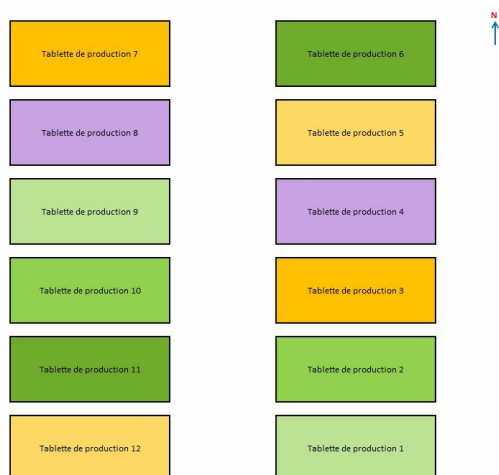 N
Tablette de production 7
Tablette de production 6
Tablette de production 8
Tablette de production 5
Tablette de production 9
Tablette de production 4
Tablette de production 10
Tablette de production 3
Tablette de production 11
Tablette de production 2
Tablette de production 12
Tablette de production 1